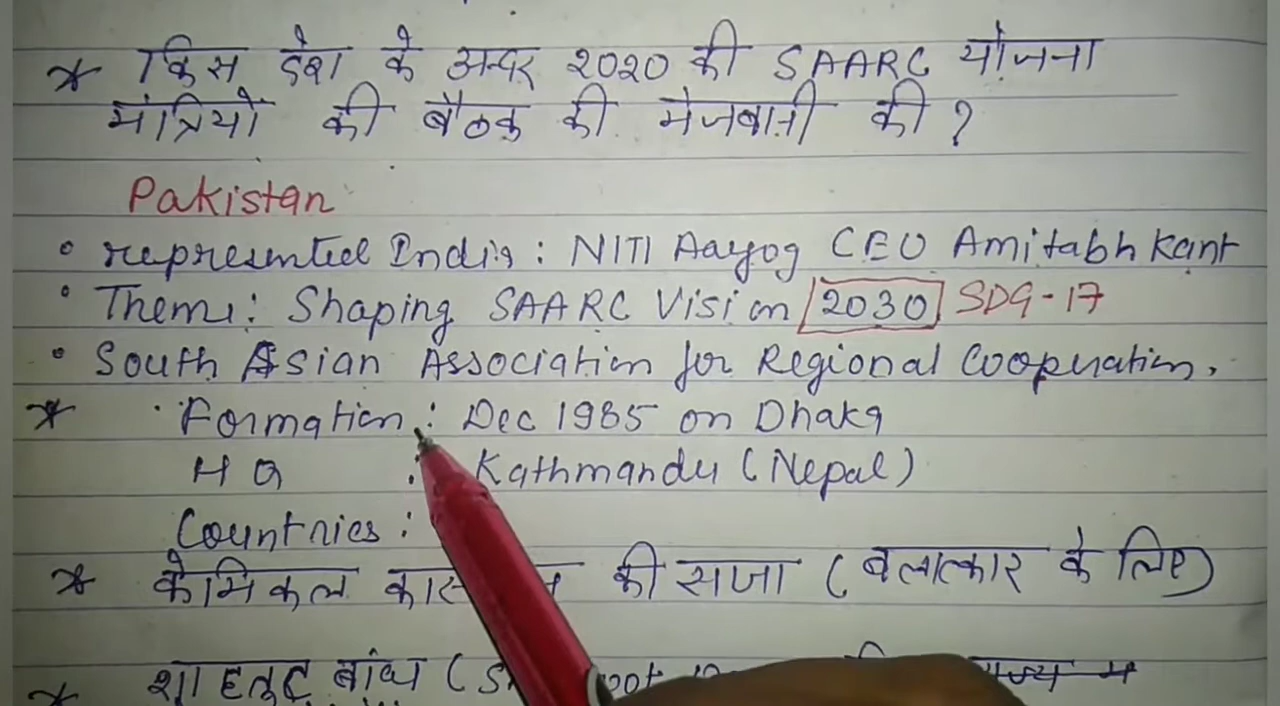 * किस देश के अन्दर 2020 की SAARC योजना
मंत्रियों की बैठक की मेजबानी की ?
Pakistan
• represented India : NITI Aayog CEO Amitabh Kant
• Theme : Shaping SAARC Vision 2030 SDG-17
• South Asian Association for Regional Cooperation.
* • Formation : Dec 1985 on Dhaka
HQ : Kathmandu (Nepal)
Countries :
* केमिकल की सजा ( बलात्कार के लिए )
* शाहतूट बांध (